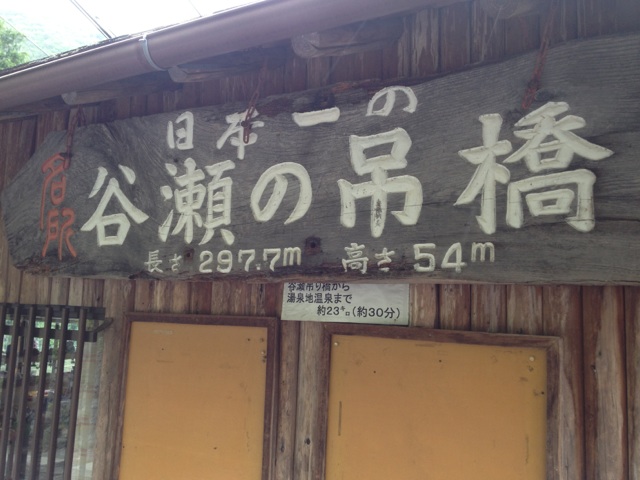 日本一の
名所
谷瀬の吊橋
長さ 297.7m 高さ 54m
谷瀬吊り橋から
湯泉地温泉まで
約23㌔(約30分)